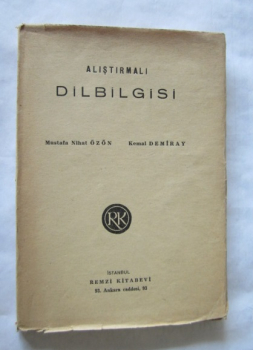 ALIŞTIRMALI
DİLBİLGİSİ
Mustafa Nihat ÖZÖN Kemal DEMİRAY
RK
İSTANBUL
REMZİ KİTABEVİ
93, Ankara caddesi, 93